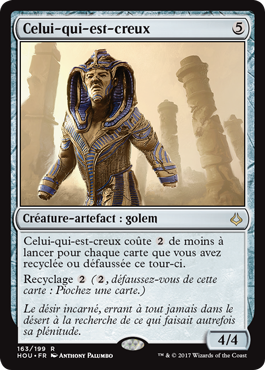 Celui-qui-est-creux 5
Créature-artefact : golem
Celui-qui-est-creux coûte 2 de moins à
lancer pour chaque carte que vous avez
recyclée ou défaussée ce tour-ci.
Recyclage 2 (2, défaussez-vous de cette
carte : Piochez une carte.)
Le désir incarné, errant à tout jamais dans le
désert à la recherche de ce qui faisait autrefois
sa plénitude.
4/4
163/199 R
HOU • FR Anthony Palumbo
™ & © 2017 Wizards of the Coast